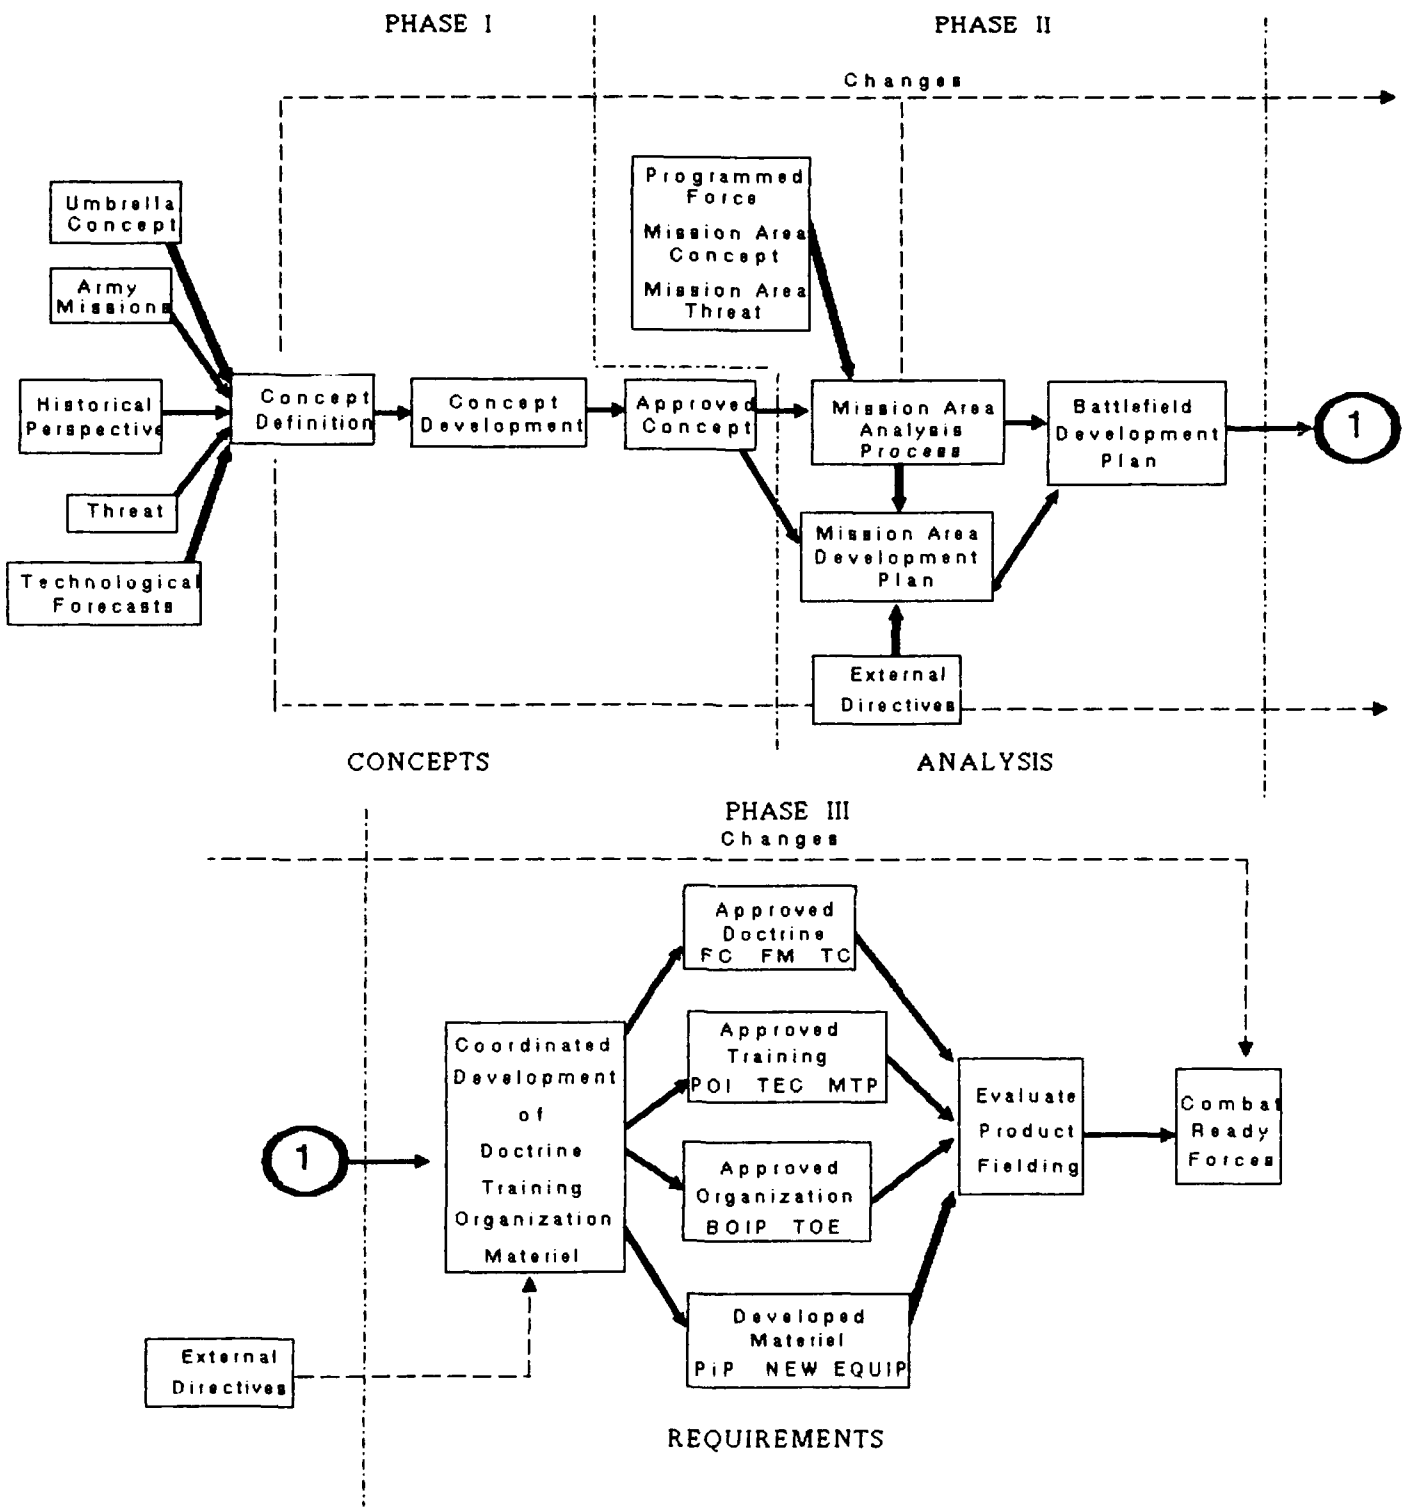 PHASE I
PHASE II
Changes
Umbrella
Concept
Army
Missions
Historical
Perspective
Threat
Technological
Forecasts
Concept
Definition
Concept
Development
Approved
Concept
Programmed
Force
Mission Area
Concept
Mission Area
Threat
Mission Area
Analysis
Process
Battlefield
Development
Plan
1
Mission Area
Development
Plan
External
Directives
CONCEPTS
ANALYSIS
PHASE III
Changes
1
Coordinated
Development
of
Doctrine
Training
Organization
Materiel
External
Directives
Approved
Doctrine
FC FM TC
Approved
Training
POI TEC MTP
Approved
Organization
BOIP TOE
Developed
Materiel
PiP NEW EQUIP
Evaluate
Product
Fielding
Combat
Ready
Forces
REQUIREMENTS